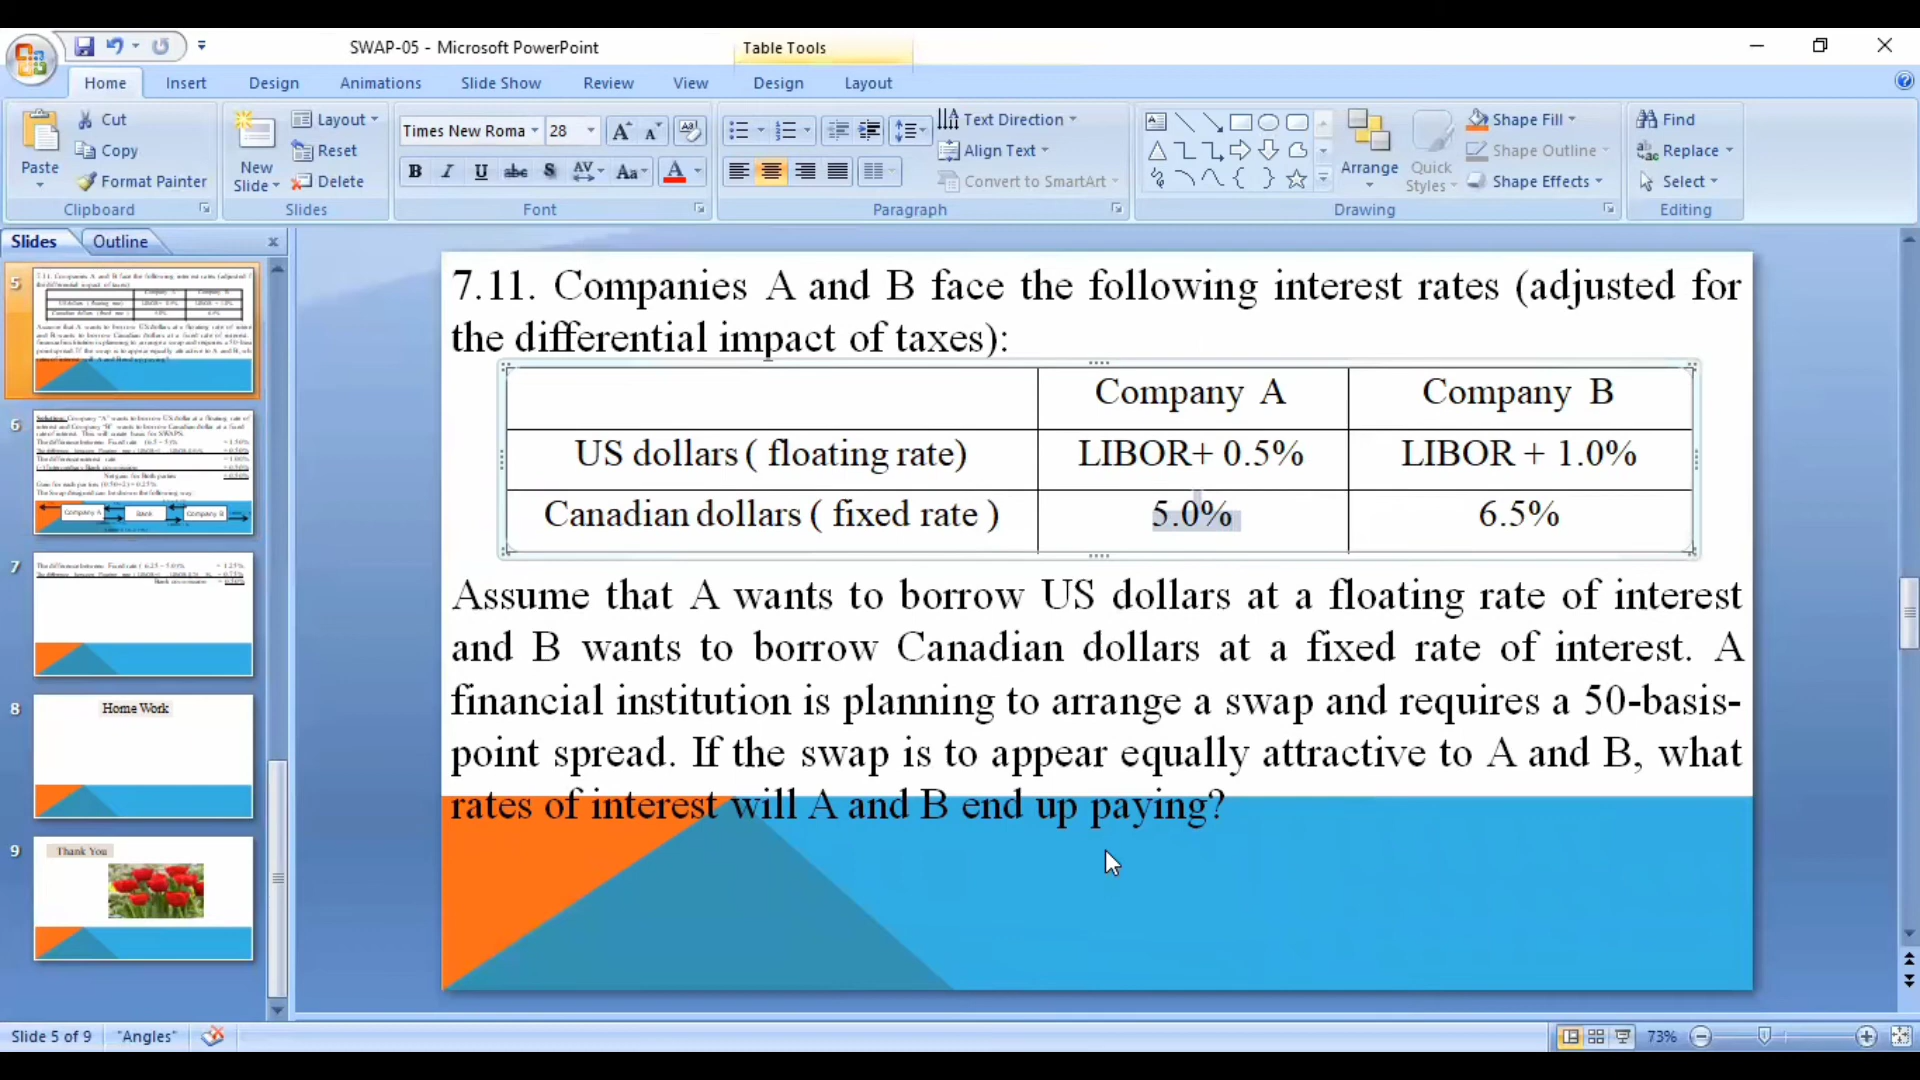 SWAP-05 - Microsoft PowerPoint
Table Tools
Home Insert Design Animations Slide Show Review View Design Layout
Paste
Cut
Copy
Format Painter
Clipboard
New
Slide
Layout
Reset
Delete
Slides
Times New Roma 28
B I U abc S AV Aa A
Font
Text Direction
Align Text
Convert to SmartArt
Paragraph
Arrange
Quick
Styles
Shape Fill
Shape Outline
Shape Effects
Drawing
Find
Replace
Select
Editing
Slides Outline
5
6
7
8
Home Work
9
Thank You
7.11. Companies A and B face the following interest rates (adjusted for
the differential impact of taxes):
Company A Company B
US dollars ( floating rate) LIBOR+ 0.5% LIBOR + 1.0%
Canadian dollars ( fixed rate ) 5.0% 6.5%
Assume that A wants to borrow US dollars at a floating rate of interest
and B wants to borrow Canadian dollars at a fixed rate of interest. A
financial institution is planning to arrange a swap and requires a 50-basis-
point spread. If the swap is to appear equally attractive to A and B, what
rates of interest will A and B end up paying?
Slide 5 of 9 "Angles" 73%